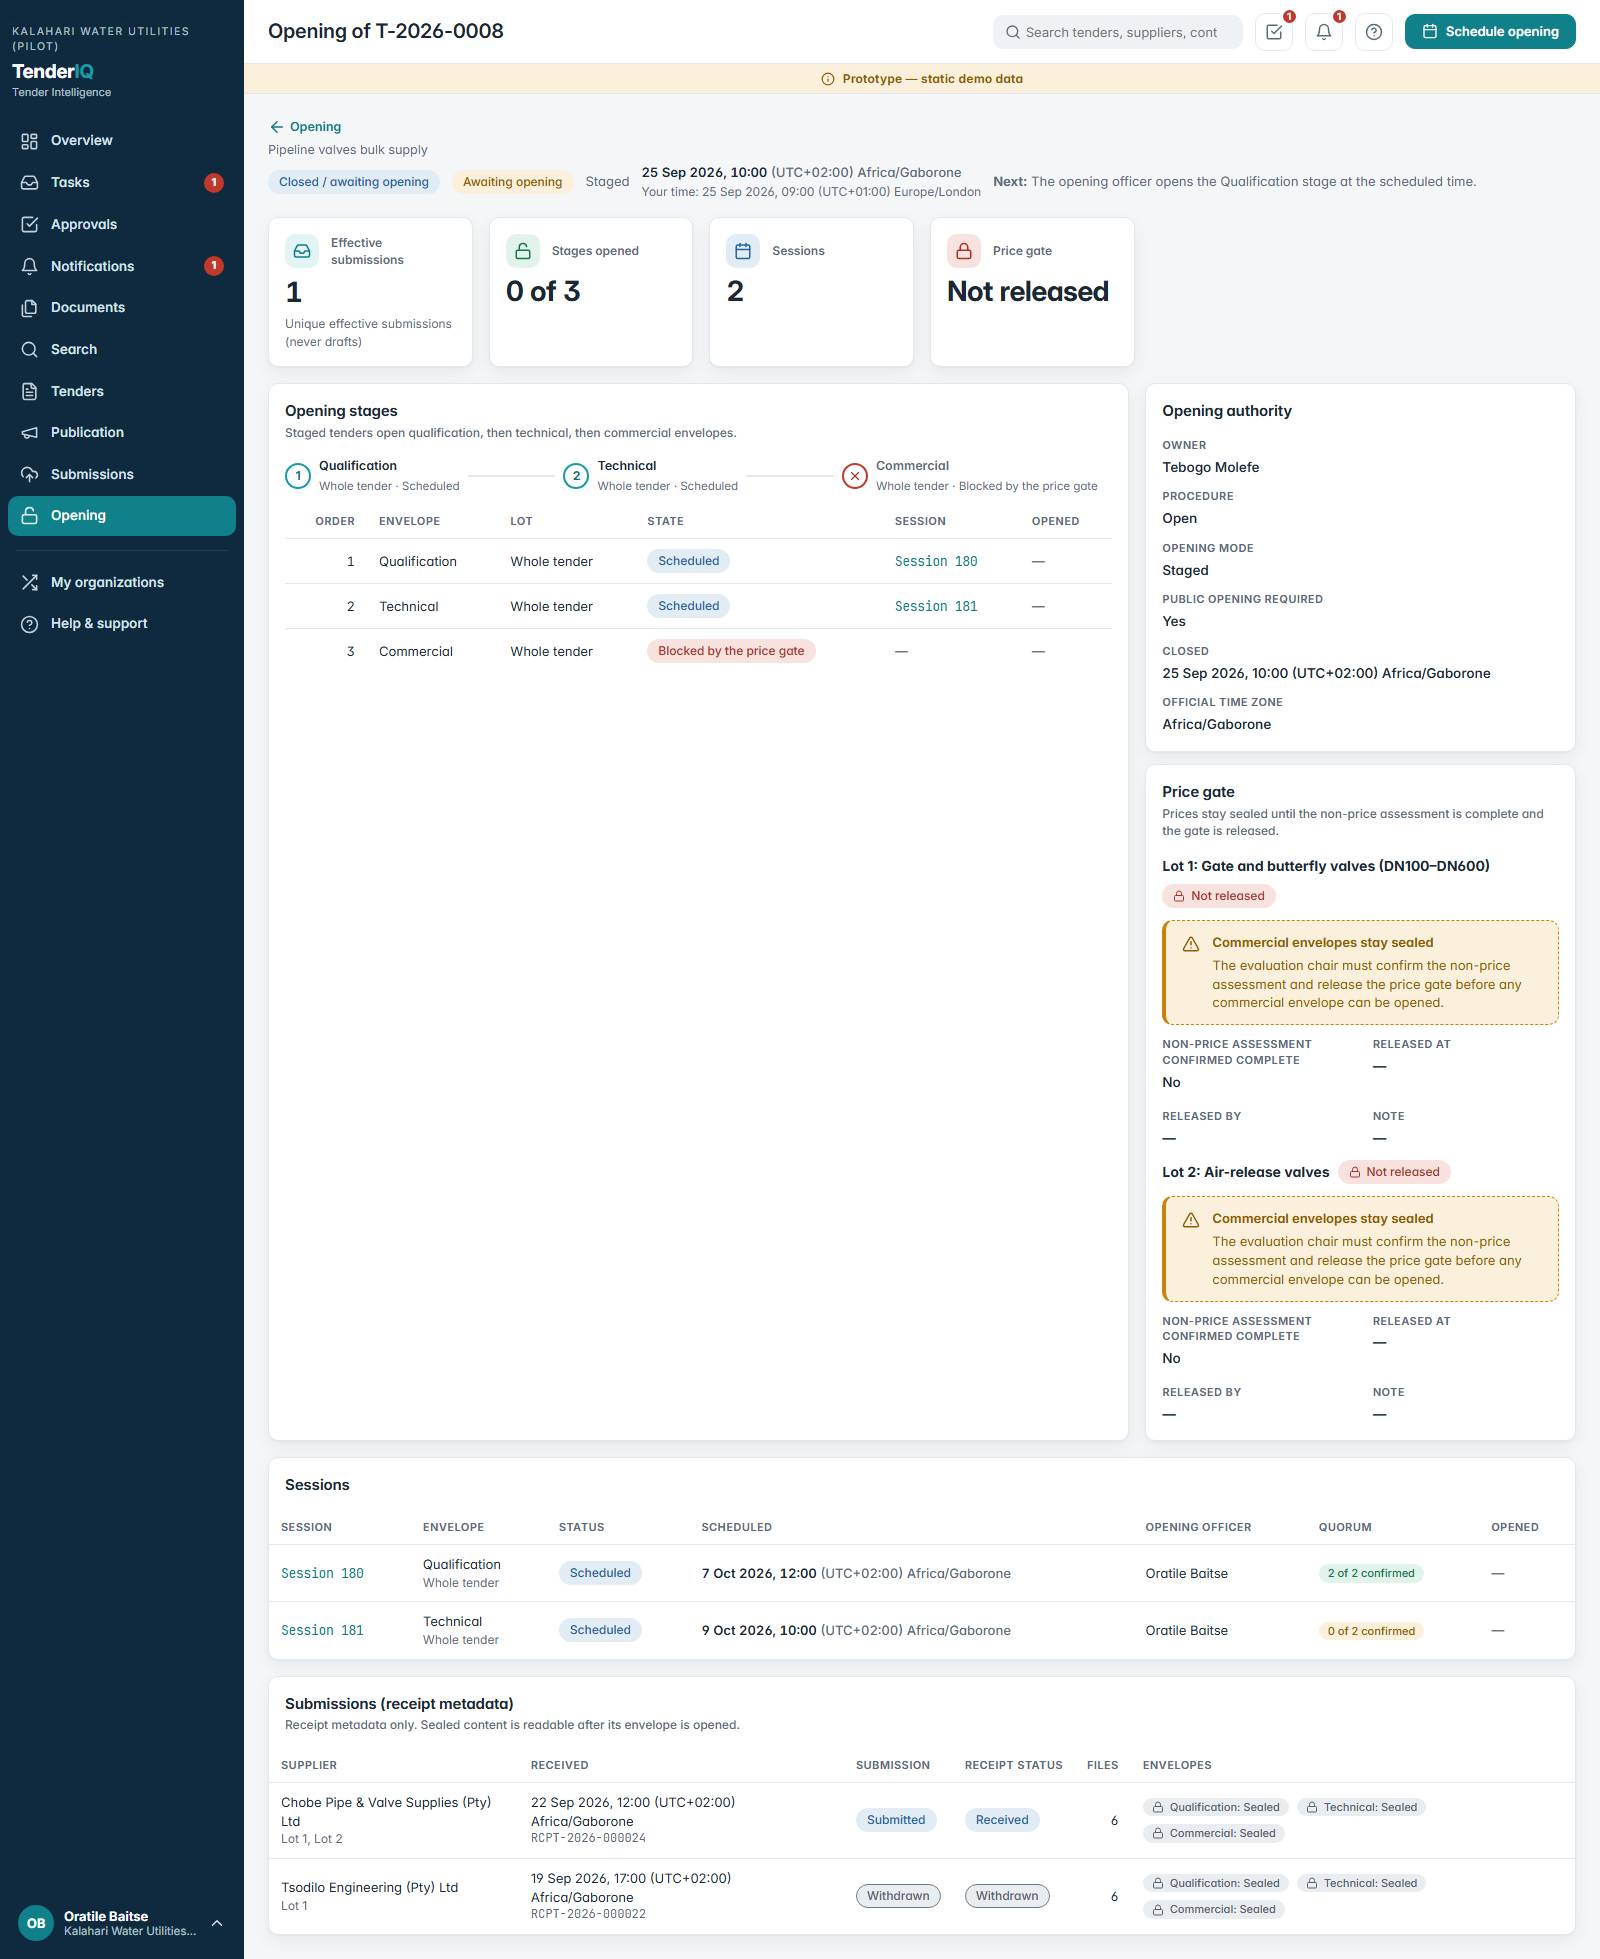 KALAHARI WATER UTILITIES
(PILOT)
TenderIQ
Tender Intelligence
Overview
Tasks 1
Approvals
Notifications 1
Documents
Search
Tenders
Publication
Submissions
Opening
My organizations
Help & support
OB Oratile Baitse
Kalahari Water Utilities...
Opening of T-2026-0008
Search tenders, suppliers, cont
1
1
Schedule opening
Prototype — static demo data
Opening
Pipeline valves bulk supply
Closed / awaiting opening Awaiting opening Staged 25 Sep 2026, 10:00 (UTC+02:00) Africa/Gaborone
Your time: 25 Sep 2026, 09:00 (UTC+01:00) Europe/London
Next: The opening officer opens the Qualification stage at the scheduled time.
Effective
submissions
1
Unique effective submissions
(never drafts)
Stages opened
0 of 3
Sessions
2
Price gate
Not released
Opening stages
Staged tenders open qualification, then technical, then commercial envelopes.
1 Qualification
Whole tender · Scheduled
2 Technical
Whole tender · Scheduled
Commercial
Whole tender · Blocked by the price gate
ORDER ENVELOPE LOT STATE SESSION OPENED
1 Qualification Whole tender Scheduled Session 180 —
2 Technical Whole tender Scheduled Session 181 —
3 Commercial Whole tender Blocked by the price gate — —
Opening authority
OWNER
Tebogo Molefe
PROCEDURE
Open
OPENING MODE
Staged
PUBLIC OPENING REQUIRED
Yes
CLOSED
25 Sep 2026, 10:00 (UTC+02:00) Africa/Gaborone
OFFICIAL TIME ZONE
Africa/Gaborone
Price gate
Prices stay sealed until the non-price assessment is complete and
the gate is released.
Lot 1: Gate and butterfly valves (DN100–DN600)
Not released
Commercial envelopes stay sealed
The evaluation chair must confirm the non-price
assessment and release the price gate before any
commercial envelope can be opened.
NON-PRICE ASSESSMENT
CONFIRMED COMPLETE
No
RELEASED AT
—
RELEASED BY
—
NOTE
—
Lot 2: Air-release valves Not released
Commercial envelopes stay sealed
The evaluation chair must confirm the non-price
assessment and release the price gate before any
commercial envelope can be opened.
NON-PRICE ASSESSMENT
CONFIRMED COMPLETE
No
RELEASED AT
—
RELEASED BY
—
NOTE
—
Sessions
SESSION ENVELOPE STATUS SCHEDULED OPENING OFFICER QUORUM OPENED
Session 180 Qualification Scheduled 7 Oct 2026, 12:00 (UTC+02:00) Africa/Gaborone Oratile Baitse 2 of 2 confirmed —
Whole tender
Session 181 Technical Scheduled 9 Oct 2026, 10:00 (UTC+02:00) Africa/Gaborone Oratile Baitse 0 of 2 confirmed —
Whole tender
Submissions (receipt metadata)
Receipt metadata only. Sealed content is readable after its envelope is opened.
SUPPLIER RECEIVED SUBMISSION RECEIPT STATUS FILES ENVELOPES
Chobe Pipe & Valve Supplies (Pty)
Ltd
Lot 1, Lot 2
22 Sep 2026, 12:00 (UTC+02:00)
Africa/Gaborone
RCPT-2026-000024
Submitted Received 6
Qualification: Sealed Technical: Sealed
Commercial: Sealed
Tsodilo Engineering (Pty) Ltd
Lot 1
19 Sep 2026, 17:00 (UTC+02:00)
Africa/Gaborone
RCPT-2026-000022
Withdrawn Withdrawn 6
Qualification: Sealed Technical: Sealed
Commercial: Sealed